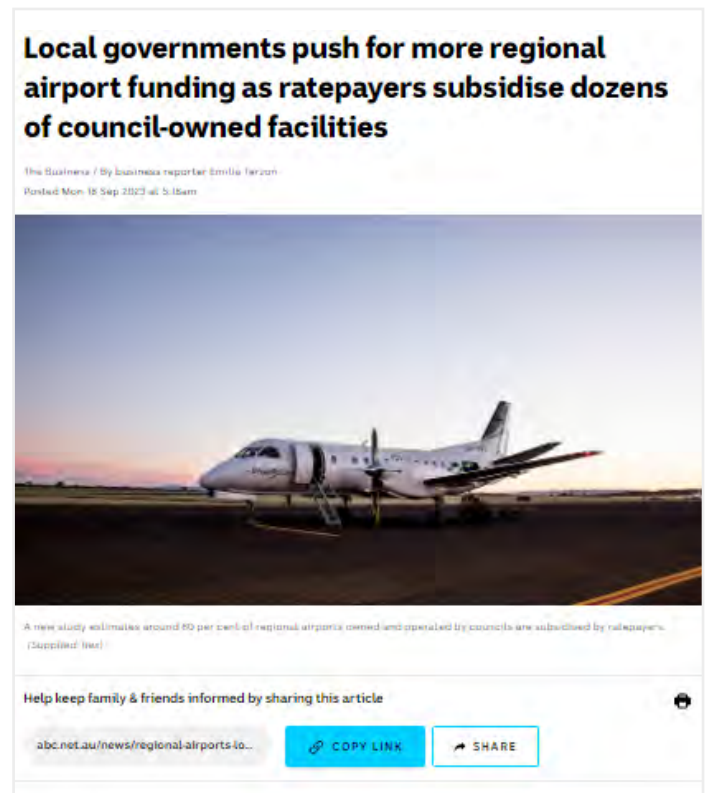 Local governments push for more regional
airport funding as ratepayers subsidise dozens
of council-owned facilities
The Business / By business reporter Emilia Terzon
Posted Mon 18 Sep 2023 at 5:18am
A new study estimates around 60 per cent of regional airports owned and operated by councils are subsidised by ratepayers.
(Supplied: Rex)
Help keep family & friends informed by sharing this article
abc.net.au/news/regional-airports-lo...
COPY LINK
SHARE